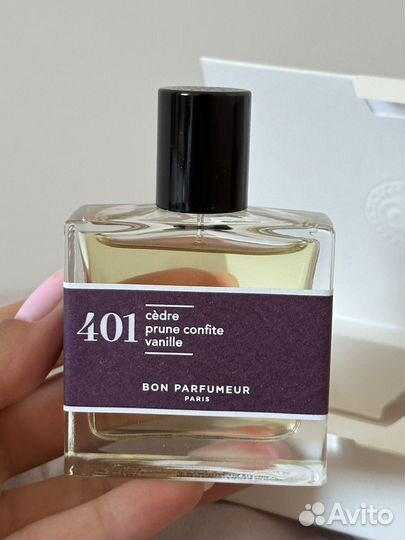 401
cèdre
prune confite
vanille
BON PARFUMEUR
PARIS
Avito